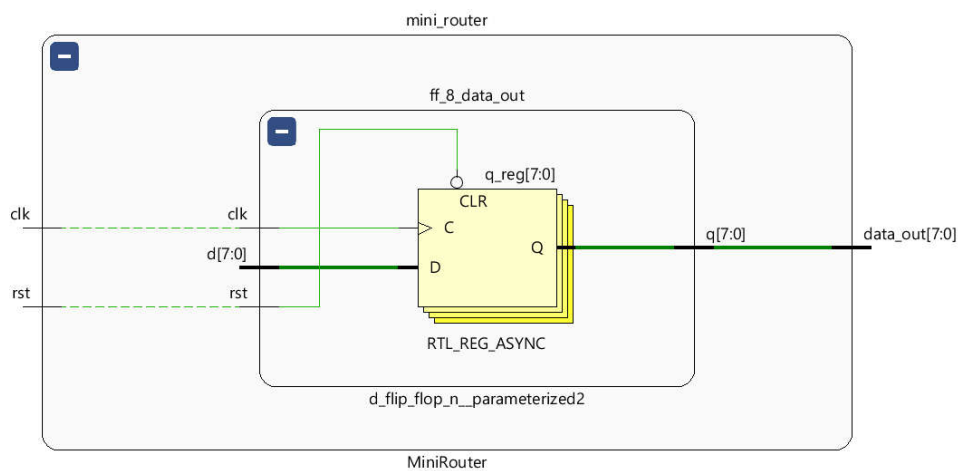 mini_router
ff_8_data_out
q_reg[7:0]
CLR
clk
clk
C
q[7:0]
data_out[7:0]
d[7:0]
D
Q
rst
rst
RTL_REG_ASYNC
d_flip_flop_n__parameterized2
MiniRouter